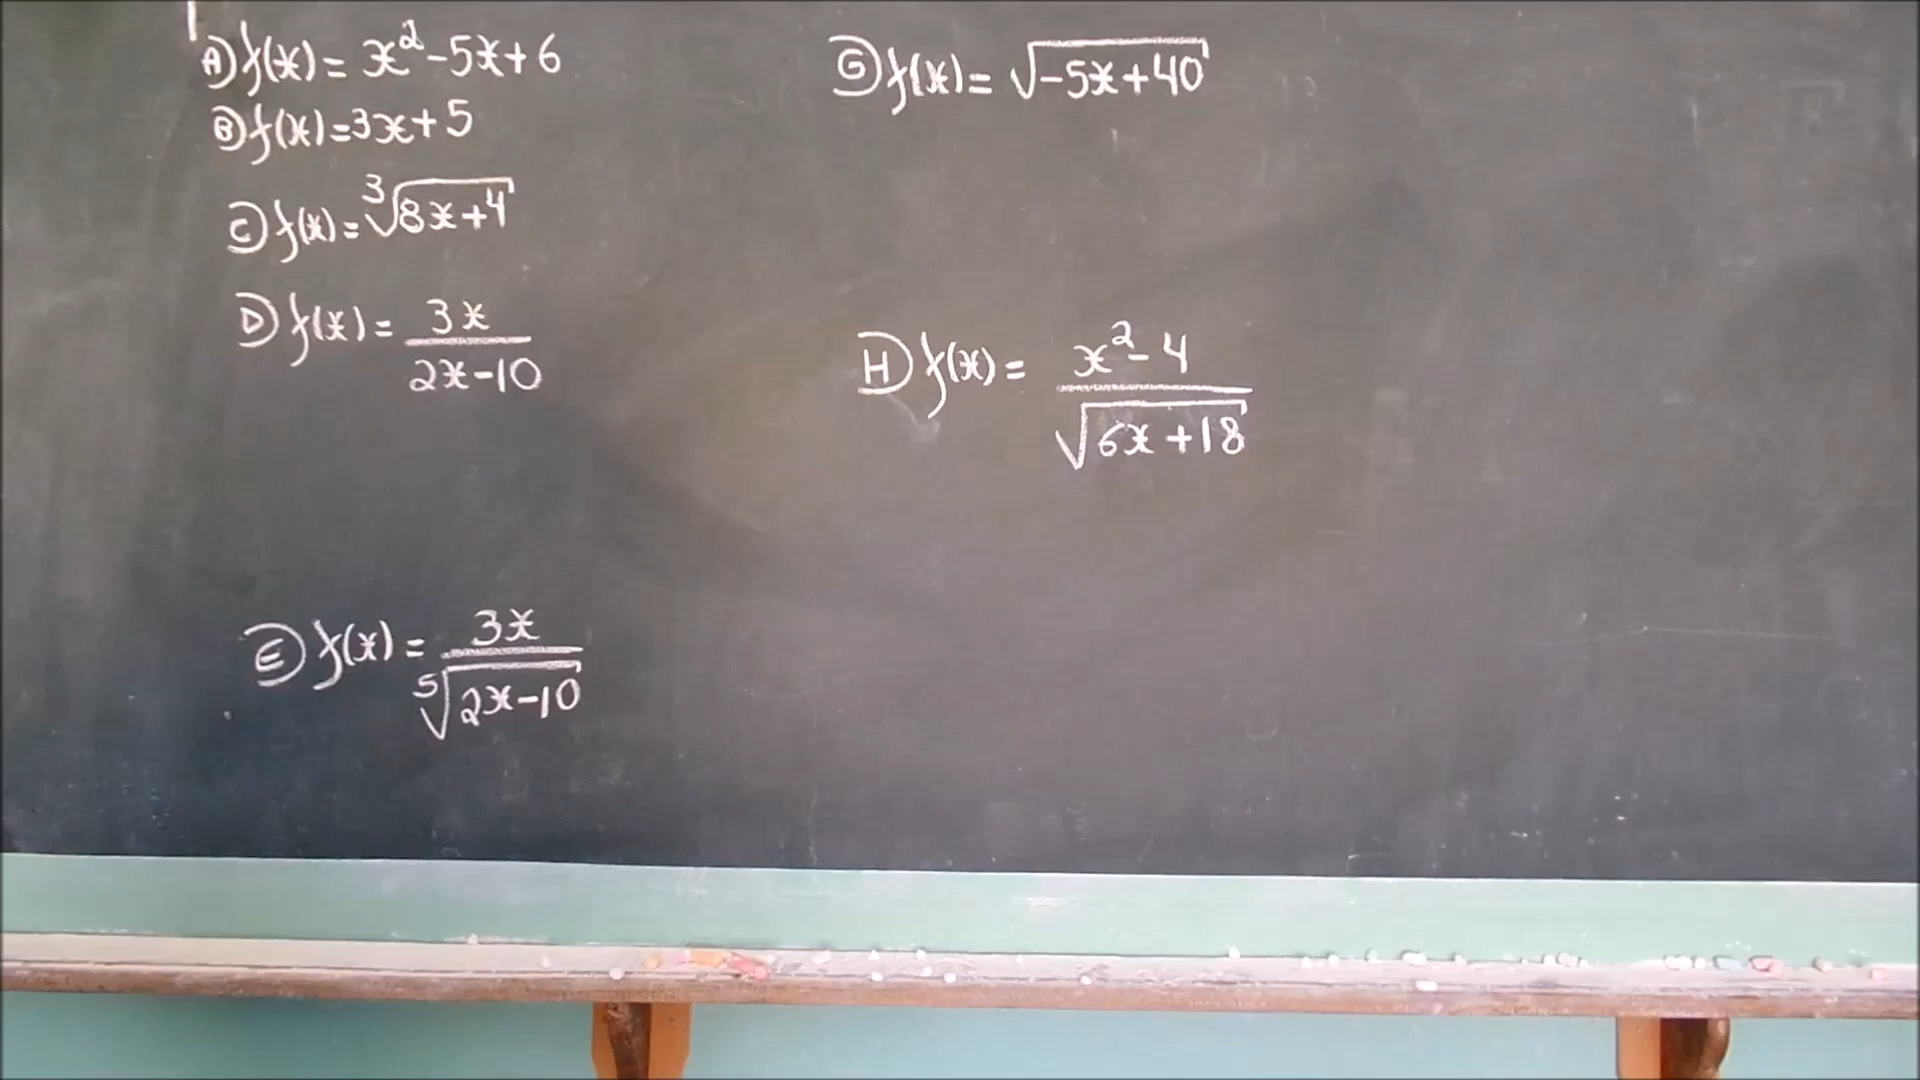 A) f(x) = x² - 5x + 6
B) f(x) = 3x + 5
C) f(x) = ∛(8x + 4)
D) f(x) = 3x / (2x - 10)
E) f(x) = 3x / ⁵√(2x - 10)
G) f(x) = √(-5x + 40)
H) f(x) = (x² - 4) / √(6x + 18)